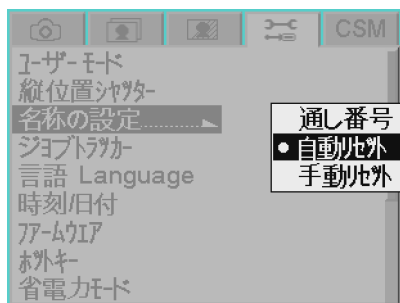 CSM
ユーザーモード
縦位置シャッター
名称の設定............
通し番号
自動リセット
ジョブトラッカー
手動リセット
言語 Language
時刻/日付
ファームウエア
ホットキー
省電力モード